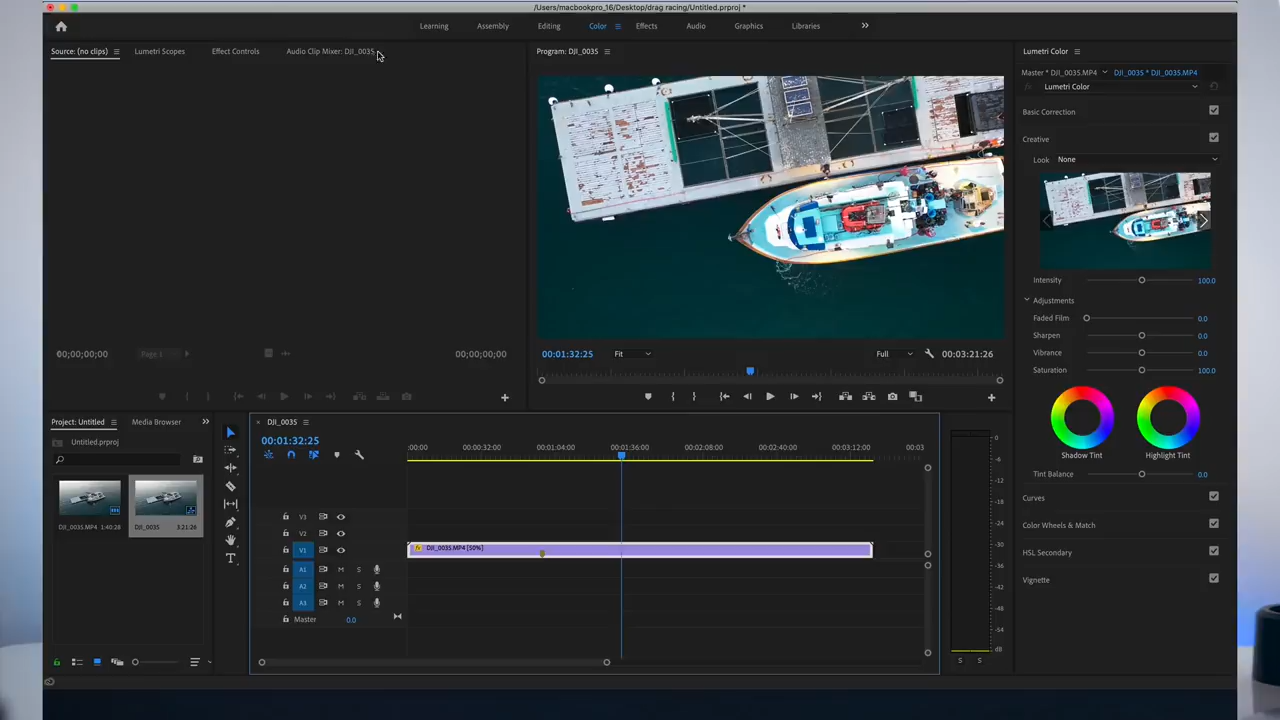 /Users/macbookpro_16/Desktop/drag racing/Untitled.prproj *
Learning Assembly Editing Color Effects Audio Graphics Libraries
Source: (no clips) Lumetri Scopes Effect Controls Audio Clip Mixer: DJI_0035
Program: DJI_0035
Lumetri Color
Master * DJI_0035.MP4 DJI_0035 * DJI_0035.MP4
fx Lumetri Color
Basic Correction
Creative
Look None
Intensity 100.0
Adjustments
Faded Film 0.0
Sharpen 0.0
Vibrance 0.0
Saturation 100.0
Shadow Tint Highlight Tint
Tint Balance 0.0
Curves
Color Wheels & Match
HSL Secondary
Vignette
00;00;00;00 Page 1 00;00;00;00
00:01:32:25 Fit Full 00:03:21:26
Project: Untitled Media Browser
Untitled.prproj
DJI_0035.MP4 1:40:28 DJI_0035 3:21:28
DJI_0035
00:01:32:25
:00:00 00:00:32:00 00:01:04:00 00:01:36:00 00:02:08:00 00:02:40:00 00:03:12:00 00:03
V3
V2
V1 fx DJI_0035.MP4 [50%]
A1 M S
A2 M S
A3 M S
Master 0.0
0
-6
-12
-18
-24
-30
-36
-42
-48
-54
dB
S S